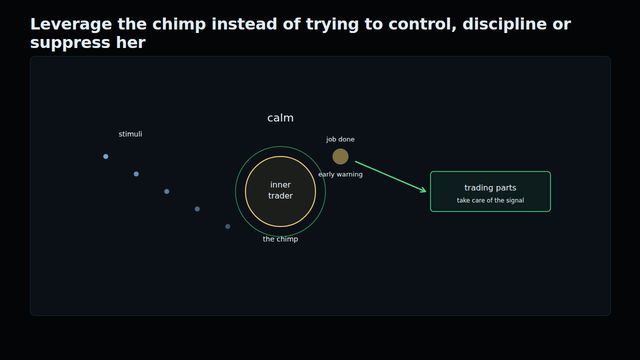 Leverage the chimp instead of trying to control, discipline or
suppress her
calm
stimuli
job done
early warning
inner
trader
trading parts
take care of the signal
the chimp